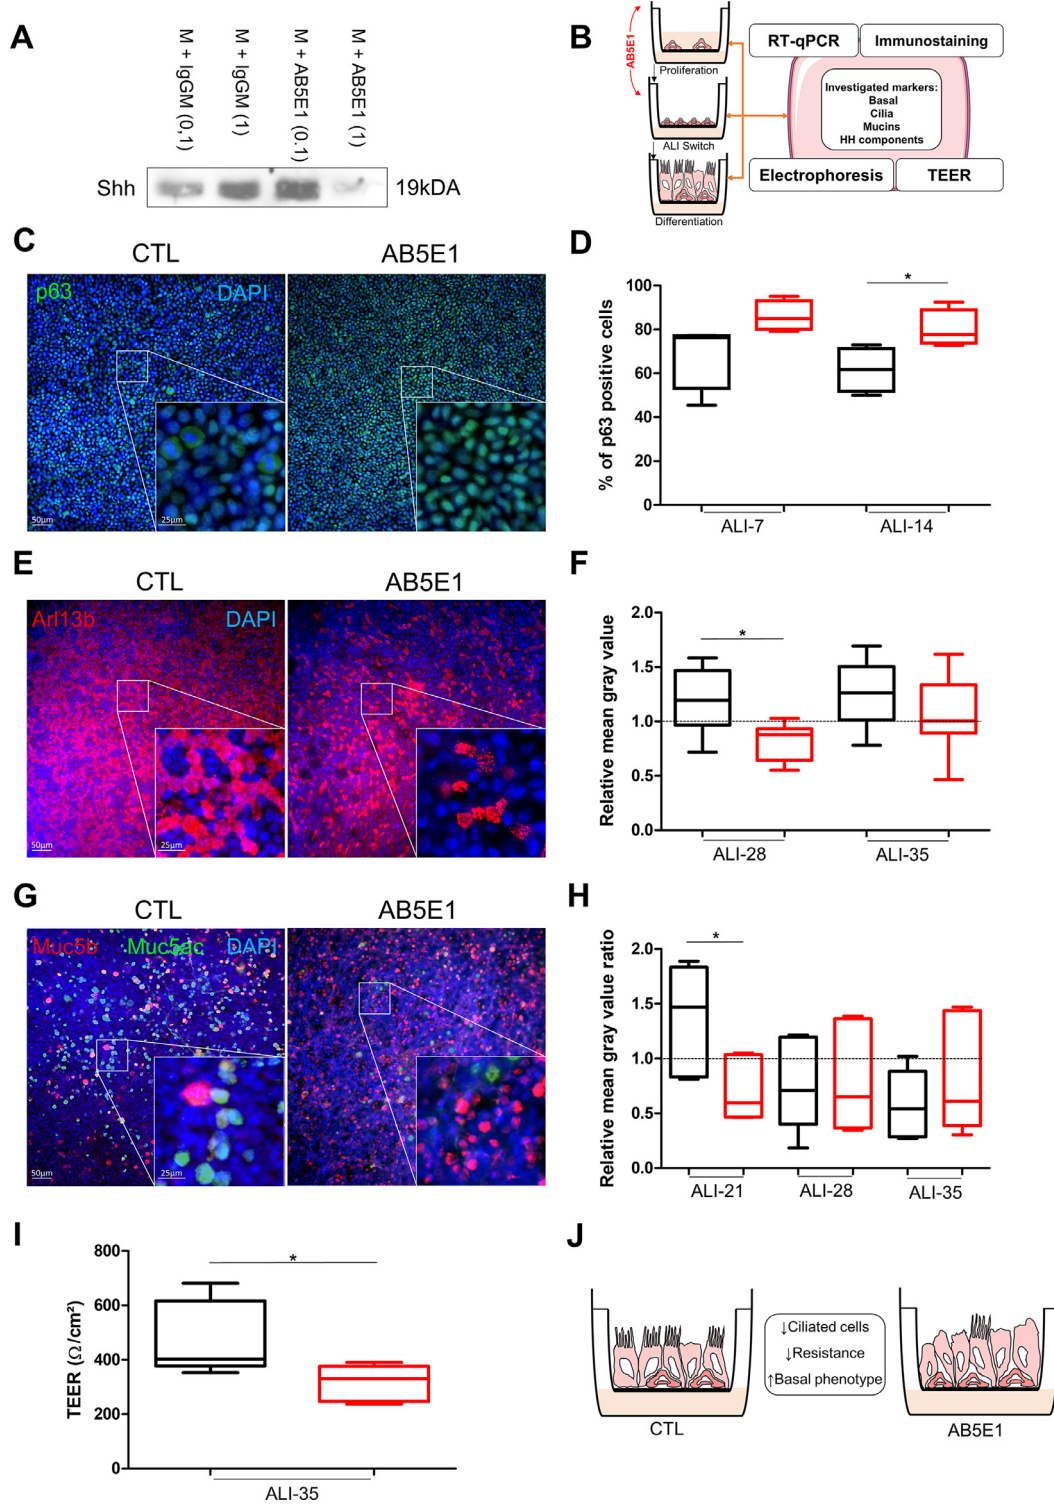 A
M + IgGM (0,1)
M + IgGM (1)
M + AB5E1 (0.1)
M + AB5E1 (1)
Shh
19kDA
B
AB5E1
Proliferation
ALI Switch
Differentiation
RT-qPCR
Immunostaining
Investigated markers:
Basal
Cilia
Mucins
HH components
Electrophoresis
TEER
C
CTL
AB5E1
p63
DAPI
50µm
25µm
D
% of p63 positive cells
100
80
60
40
20
0
*
ALI-7
ALI-14
E
CTL
AB5E1
Arl13b
DAPI
50µm
25µm
F
Relative mean gray value
2.0
1.5
1.0
0.5
0.0
*
ALI-28
ALI-35
G
CTL
AB5E1
Muc5b
Muc5ac
DAPI
50µm
25µm
H
Relative mean gray value ratio
2.0
1.5
1.0
0.5
0.0
*
ALI-21
ALI-28
ALI-35
I
TEER (Ω/cm²)
800
600
400
200
0
*
ALI-35
J
↓Ciliated cells
↓Resistance
↑Basal phenotype
CTL
AB5E1